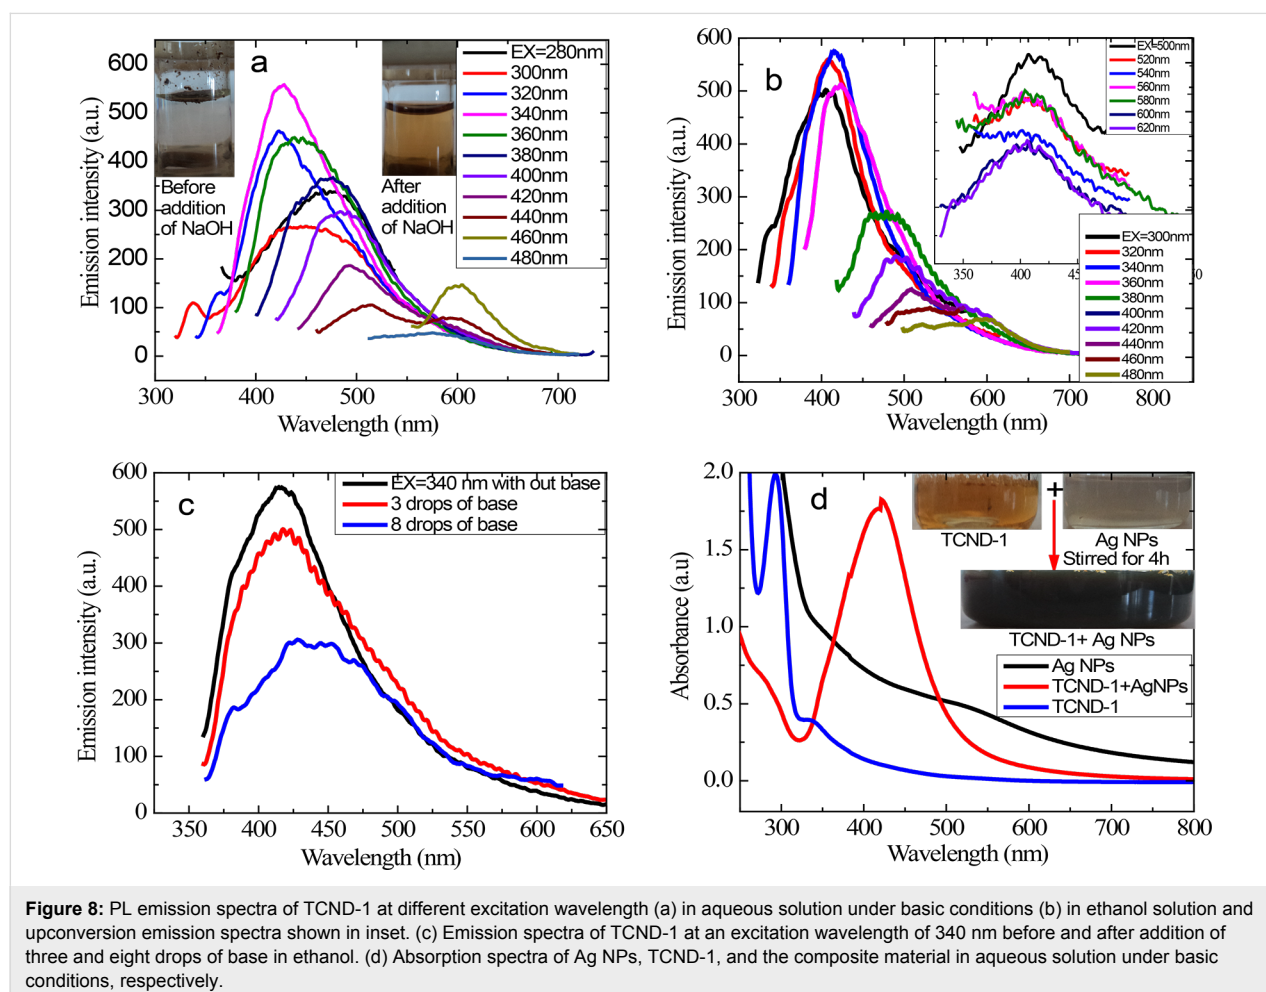 a
Emission intensity (a.u.)
600
500
400
300
200
100
0
300
400
500
600
700
Wavelength (nm)
Before
addition
of NaOH
After
addition
of NaOH
EX=280nm
300nm
320nm
340nm
360nm
380nm
400nm
420nm
440nm
460nm
480nm
b
Emission intensity (a.u.)
600
500
400
300
200
100
0
300
400
500
600
700
800
Wavelength (nm)
EX=500nm
520nm
540nm
560nm
580nm
600nm
620nm
350
400
EX=300nm
320nm
340nm
360nm
380nm
400nm
420nm
440nm
460nm
480nm
c
Emission intensity (a.u.)
600
500
400
300
200
100
0
350
400
450
500
550
600
650
Wavelength (nm)
EX=340 nm with out base
3 drops of base
8 drops of base
d
Absorbance (a.u)
2.0
1.5
1.0
0.5
0.0
300
400
500
600
700
800
Wavelength (nm)
+
TCND-1
Ag NPs
Stirred for 4h
TCND-1+ Ag NPs
Ag NPs
TCND-1+AgNPs
TCND-1
Figure 8: PL emission spectra of TCND-1 at different excitation wavelength (a) in aqueous solution under basic conditions (b) in ethanol solution and
upconversion emission spectra shown in inset. (c) Emission spectra of TCND-1 at an excitation wavelength of 340 nm before and after addition of
three and eight drops of base in ethanol. (d) Absorption spectra of Ag NPs, TCND-1, and the composite material in aqueous solution under basic
conditions, respectively.